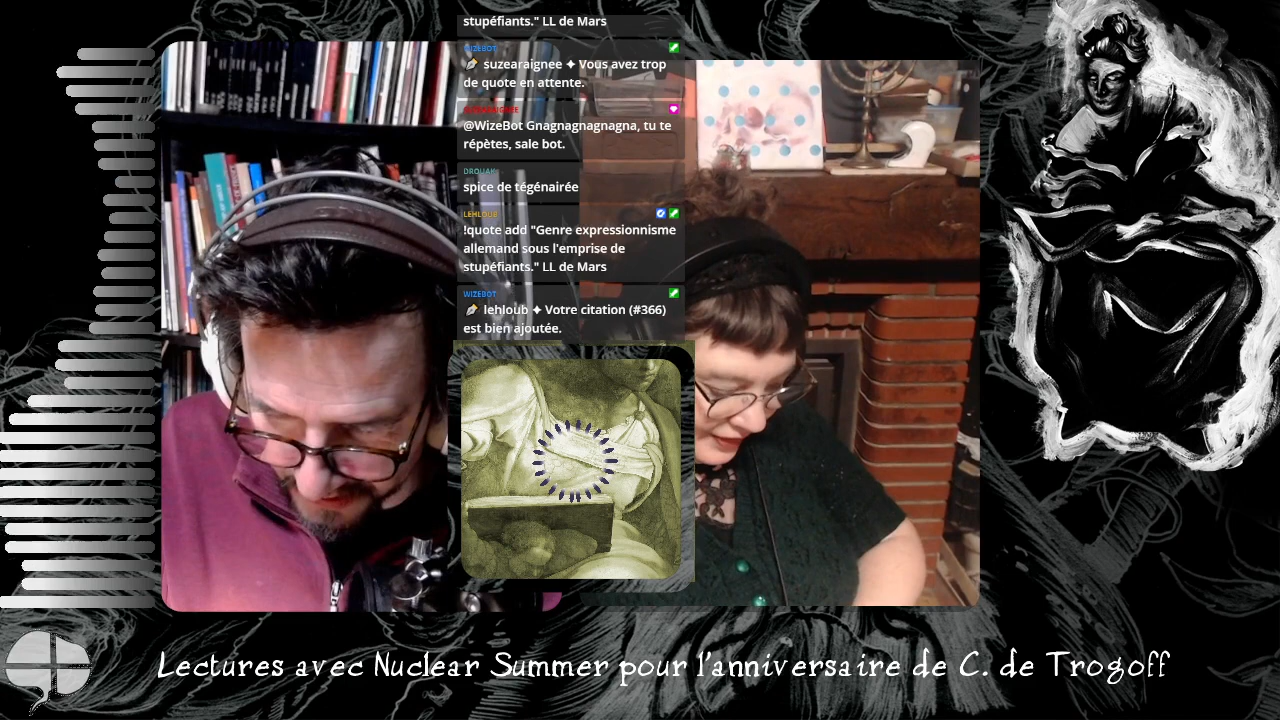 stupéfiants." LL de Mars
WIZEBOT
suzearaignee ✦ Vous avez trop
de quote en attente.
@WizeBot Gnagnagnagnagna, tu te
répètes, sale bot.
DROUAK
spice de tégénairée
LEHLOUB
!quote add "Genre expressionnisme
allemand sous l'emprise de
stupéfiants." LL de Mars
WIZEBOT
lehloub ✦ Votre citation (#366)
est bien ajoutée.
Lectures avec Nuclear Summer pour l'anniversaire de C. de Trogoff